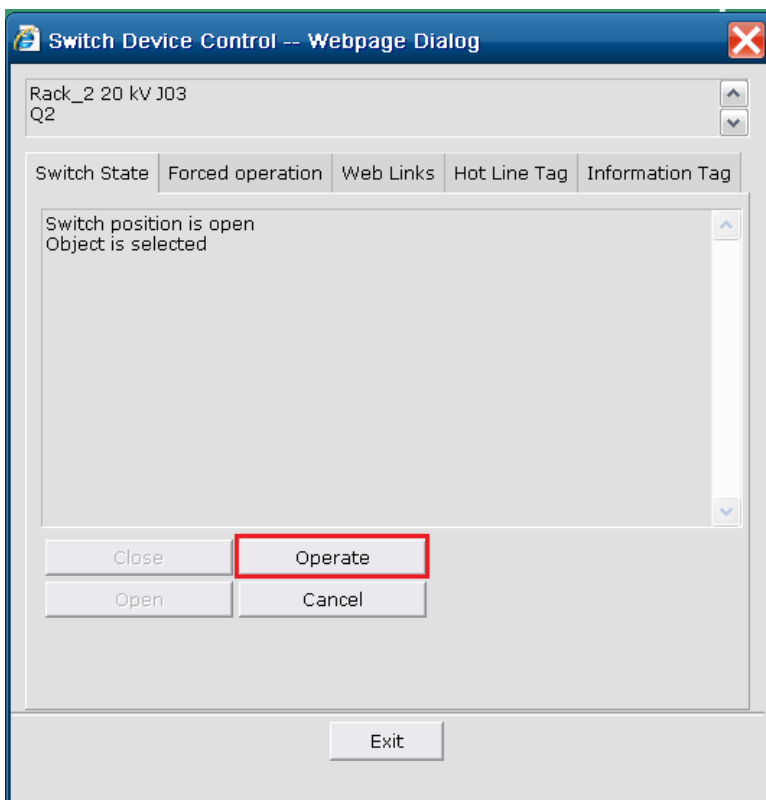 Switch Device Control -- Webpage Dialog
Rack_2 20 kV J03
Q2
Switch State Forced operation Web Links Hot Line Tag Information Tag
Switch position is open
Object is selected
Close Operate
Open Cancel
Exit